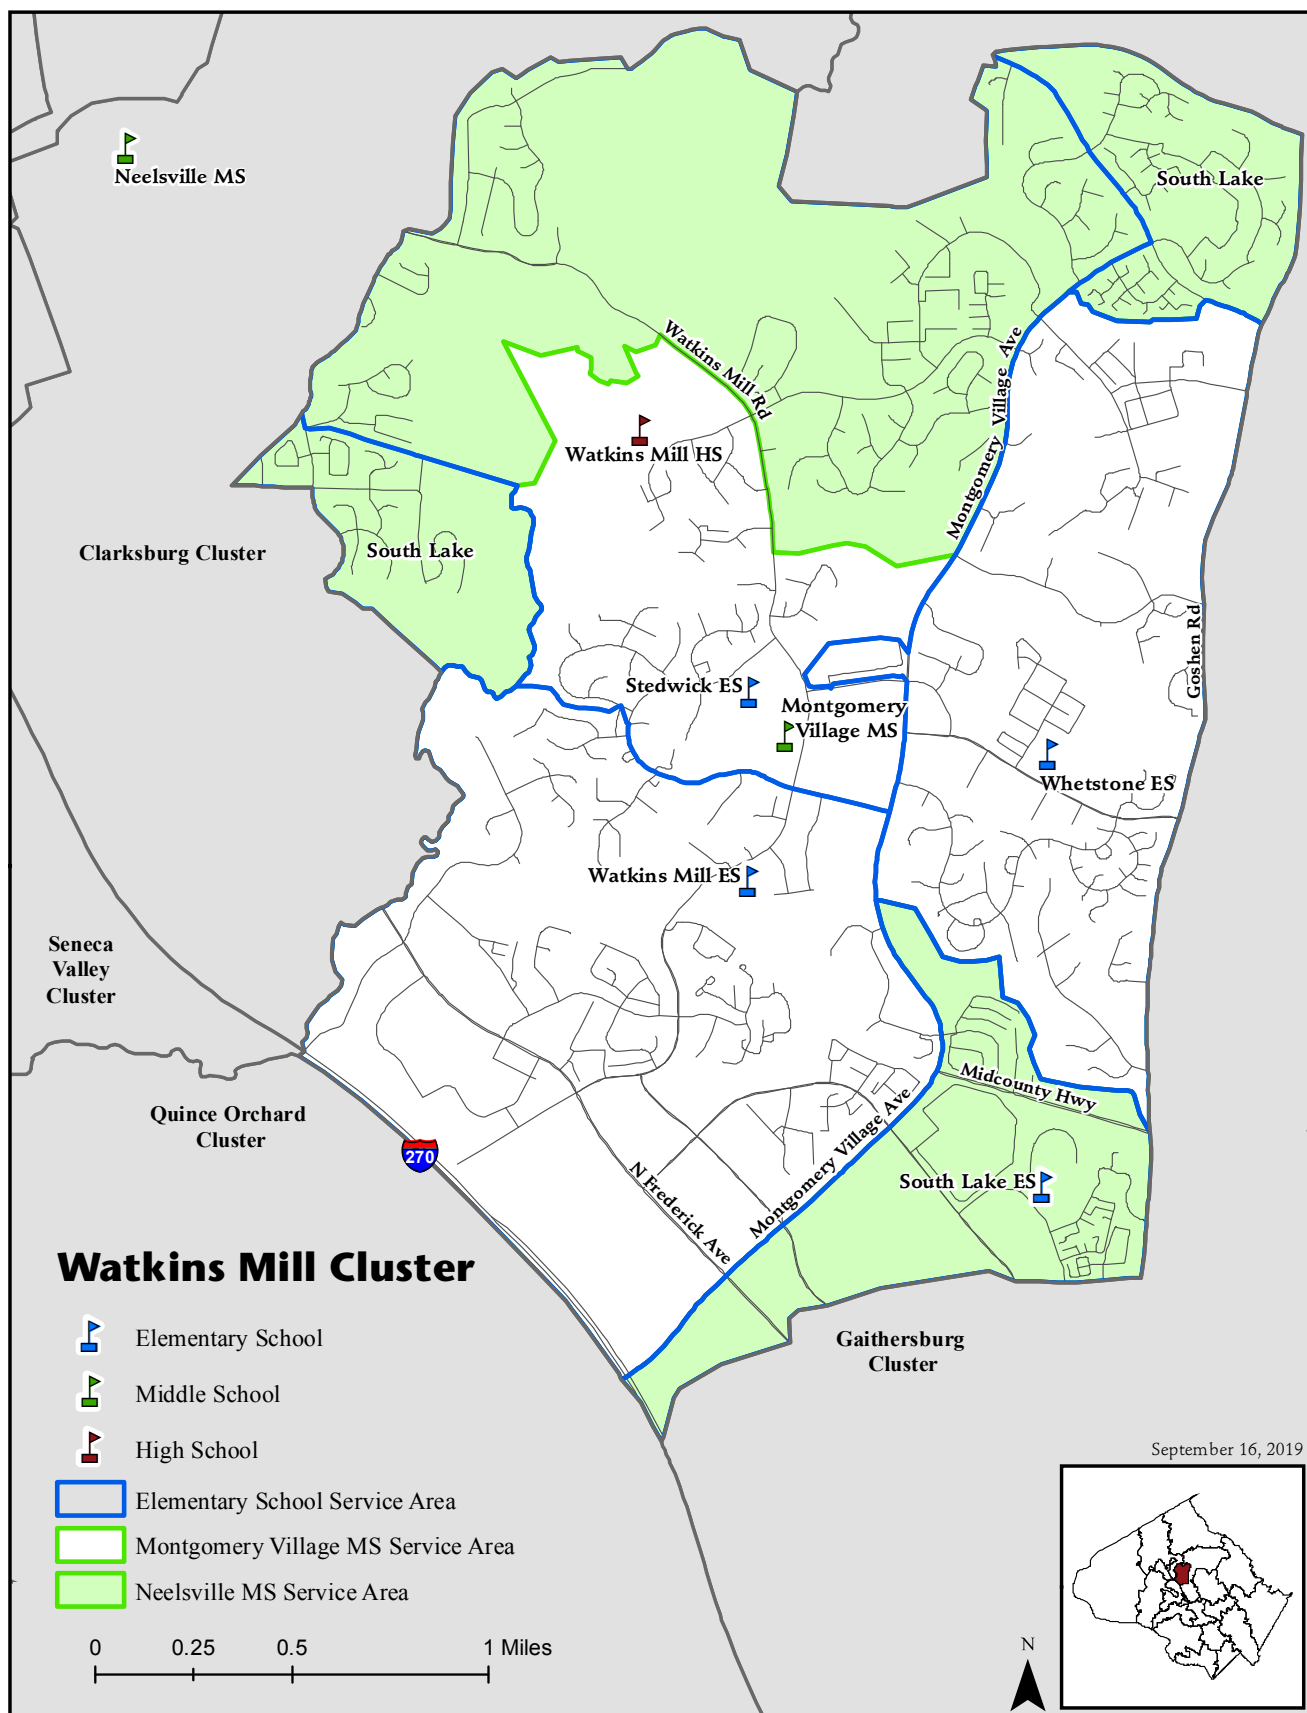 Neelsville MS
South Lake
Watkins Mill Rd
Montgomery Village Ave
Watkins Mill HS
Clarksburg Cluster
South Lake
Goshen Rd
Stedwick ES
Montgomery
Village MS
Whetstone ES
Watkins Mill ES
Seneca
Valley
Cluster
Midcounty Hwy
Quince Orchard
Cluster
270
Montgomery Village Ave
South Lake ES
N Frederick Ave
Watkins Mill Cluster
Gaithersburg
Cluster
Elementary School
Middle School
High School
September 16, 2019
Elementary School Service Area
Montgomery Village MS Service Area
Neelsville MS Service Area
0 0.25 0.5 1 Miles
N